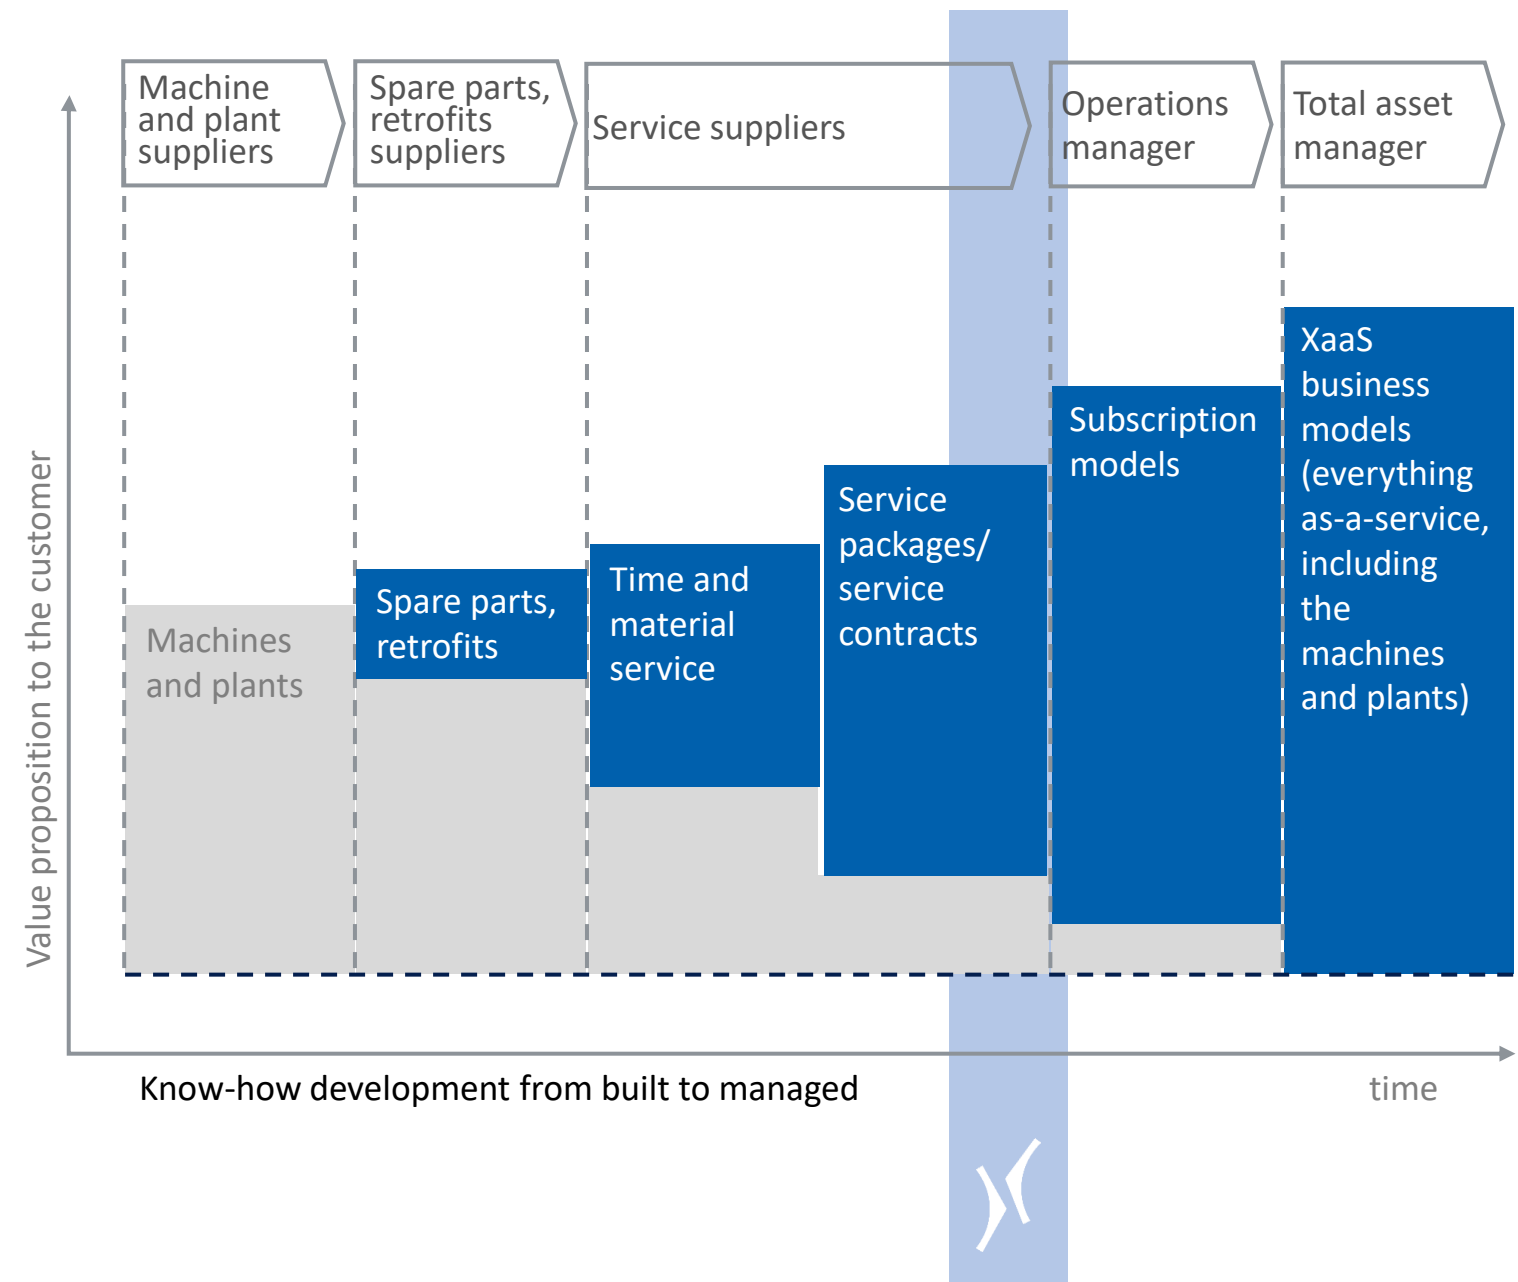 Machine
and plant
suppliers
Spare parts,
retrofits
suppliers
Service suppliers
Operations
manager
Total asset
manager
Value proposition to the customer
Machines
and plants
Spare parts,
retrofits
Time and
material
service
Service
packages/
service
contracts
Subscription
models
XaaS
business
models
(everything
as-a-service,
including
the
machines
and plants)
Know-how development from built to managed
time